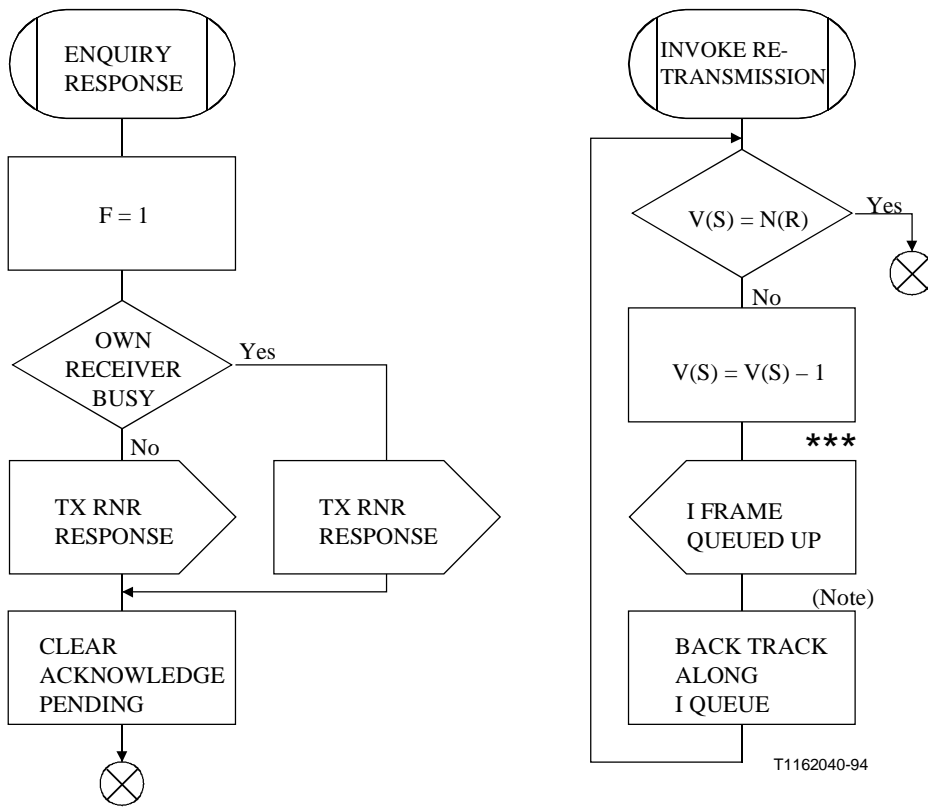 ENQUIRY
RESPONSE
F = 1
OWN
RECEIVER
BUSY
Yes
No
TX RNR
RESPONSE
TX RNR
RESPONSE
CLEAR
ACKNOWLEDGE
PENDING
INVOKE RE-
TRANSMISSION
V(S) = N(R)
Yes
No
V(S) = V(S) – 1
***
I FRAME
QUEUED UP
(Note)
BACK TRACK
ALONG
I QUEUE
T1162040-94